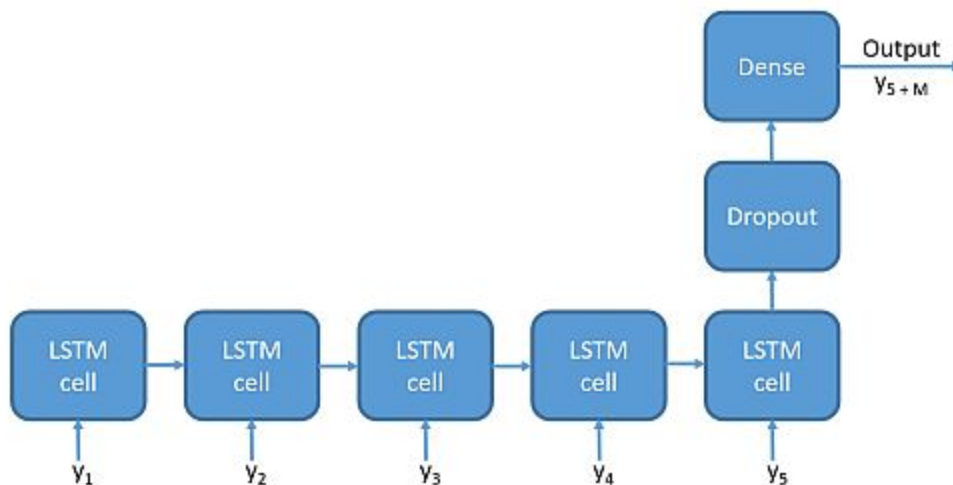 Dense
Output
y₅ ₊ M
Dropout
LSTM
cell
LSTM
cell
LSTM
cell
LSTM
cell
LSTM
cell
y₁
y₂
y₃
y₄
y₅